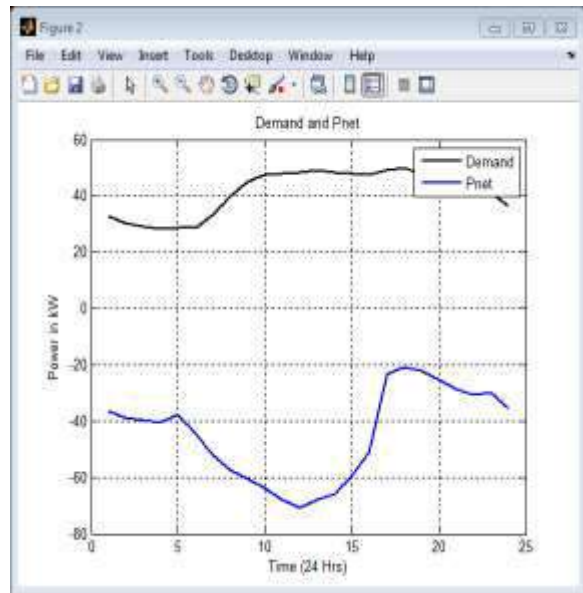 Figure 2
File Edit View Insert Tools Desktop Window Help
Demand and Pnet
60
40
20
0
-20
-40
-60
-80
Power in kW
Demand
Pnet
0 5 10 15 20 25
Time (24 Hrs)